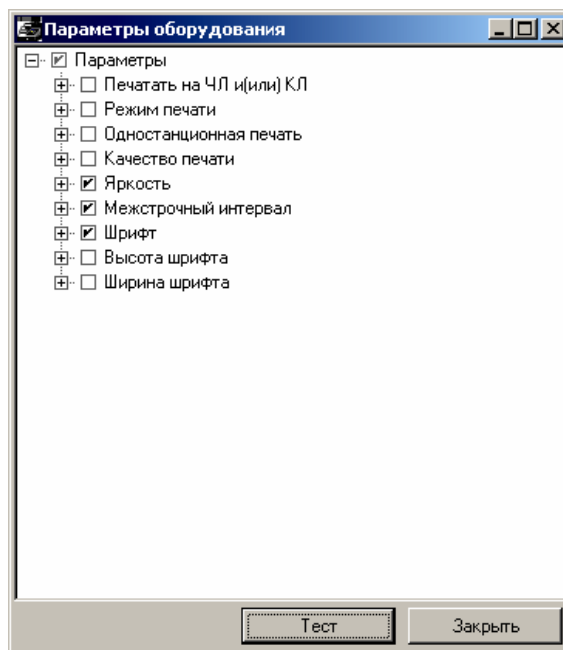 Параметры оборудования
Параметры
Печатать на ЧЛ и(или) КЛ
Режим печати
Одностанционная печать
Качество печати
Яркость
Межстрочный интервал
Шрифт
Высота шрифта
Ширина шрифта
Тест Закрыть